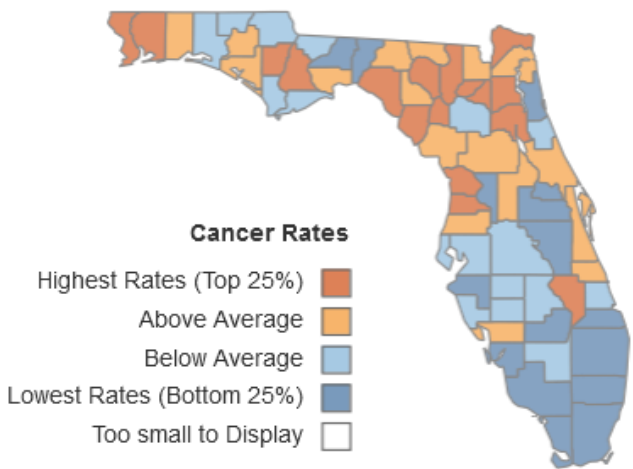 Cancer Rates
Highest Rates (Top 25%)
Above Average
Below Average
Lowest Rates (Bottom 25%)
Too small to Display